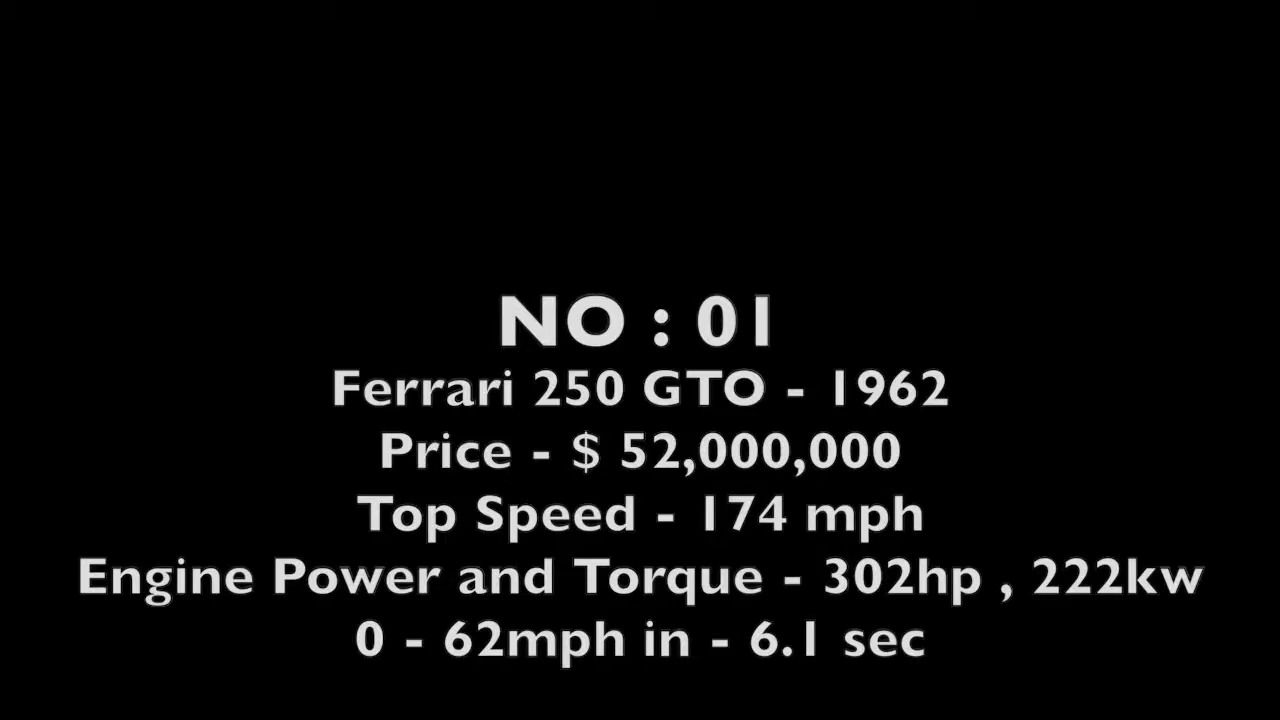 NO : 01
Ferrari 250 GTO - 1962
Price - $ 52,000,000
Top Speed - 174 mph
Engine Power and Torque - 302hp , 222kw
0 - 62mph in - 6.1 sec